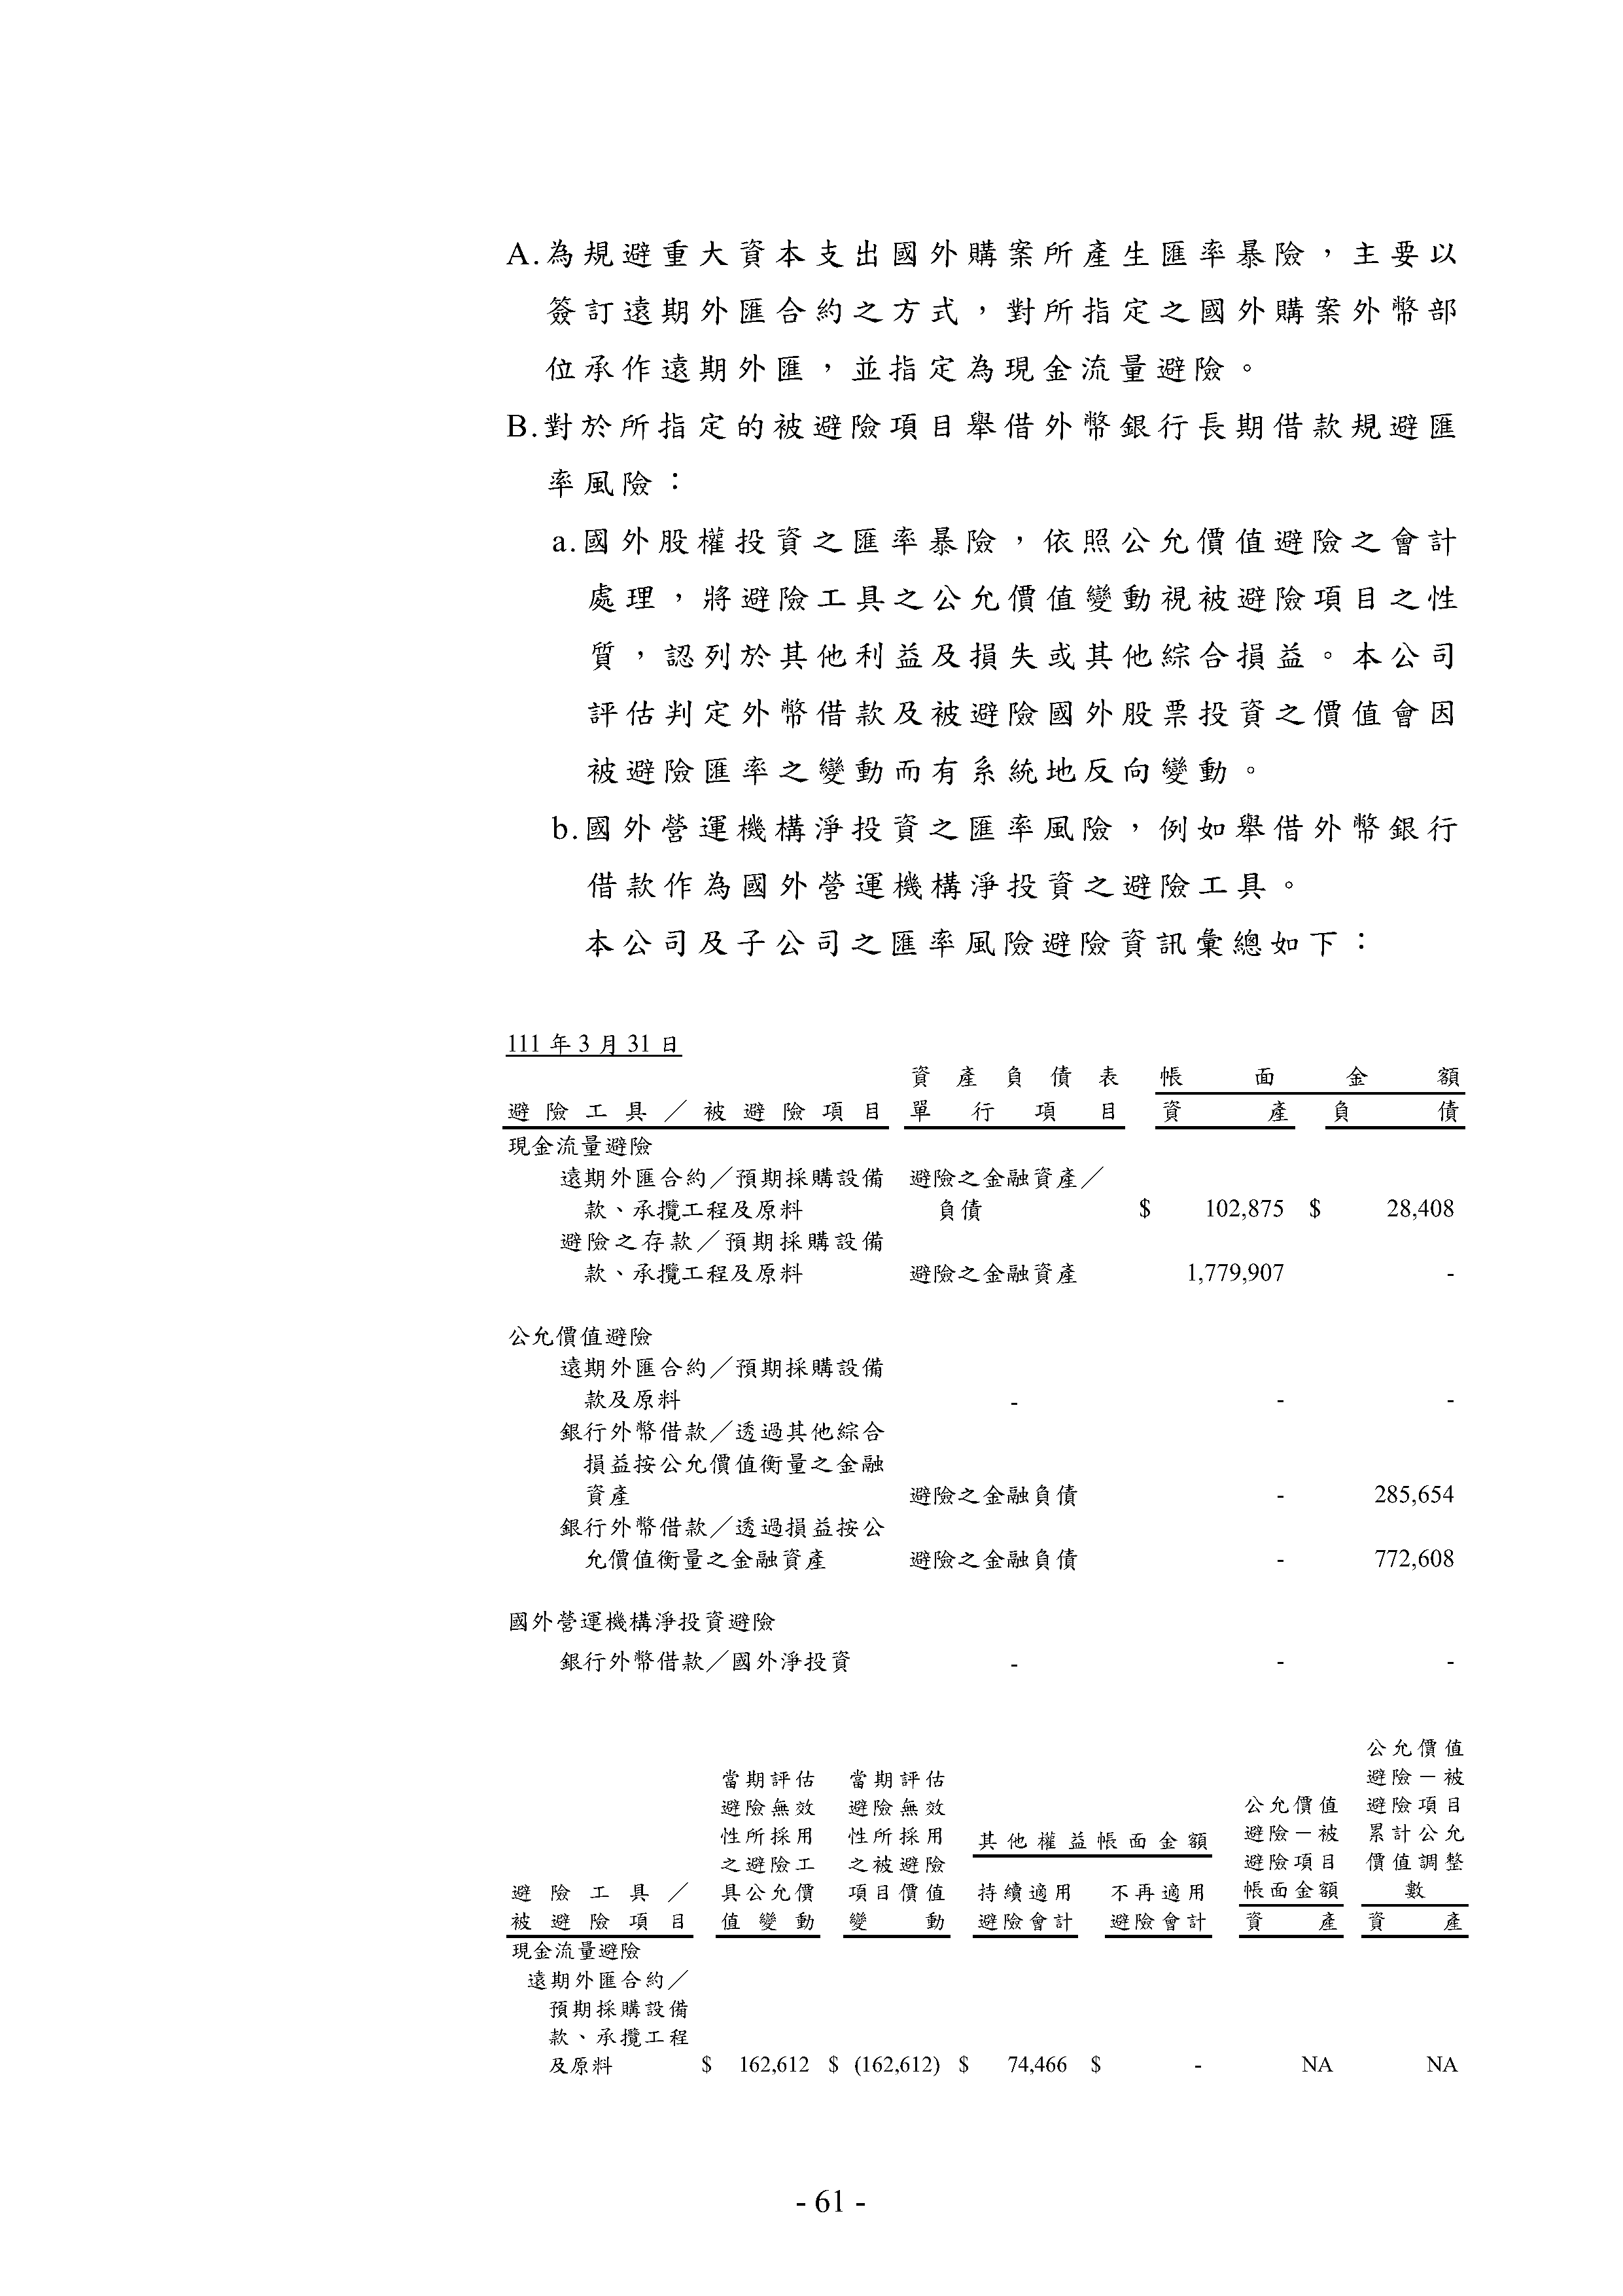 A.為規避重大資本支出國外購案所產生匯率暴險，主要以
簽訂遠期外匯合約之方式，對所指定之國外購案外幣部
位承作遠期外匯，並指定為現金流量避險。
B.對於所指定的被避險項目舉借外幣銀行長期借款規避匯
率風險：
a.國外股權投資之匯率暴險，依照公允價值避險之會計
處理，將避險工具之公允價值變動視被避險項目之性
質，認列於其他利益及損失或其他綜合損益。本公司
評估判定外幣借款及被避險國外股票投資之價值會因
被避險匯率之變動而有系統地反向變動。
b.國外營運機構淨投資之匯率風險，例如舉借外幣銀行
借款作為國外營運機構淨投資之避險工具。
本公司及子公司之匯率風險避險資訊彙總如下：
111 年 3 月 31 日
資產負債表 帳面金額
避險工具／被避險項目 單行項目 資產 負債
現金流量避險
遠期外匯合約／預期採購設備 避險之金融資產／
款、承攬工程及原料 負債 $ 102,875 $ 28,408
避險之存款／預期採購設備
款、承攬工程及原料 避險之金融資產 1,779,907 -
公允價值避險
遠期外匯合約／預期採購設備
款及原料 - - -
銀行外幣借款／透過其他綜合
損益按公允價值衡量之金融
資產 避險之金融負債 - 285,654
銀行外幣借款／透過損益按公
允價值衡量之金融資產 避險之金融負債 - 772,608
國外營運機構淨投資避險
銀行外幣借款／國外淨投資 - - -
公允價值
當期評估 當期評估 避險－被
避險無效 避險無效 公允價值 避險項目
性所採用 性所採用 其他權益帳面金額 避險－被 累計公允
之避險工 之被避險 避險項目 價值調整
避險工具／ 具公允價 項目價值 持續適用 不再適用 帳面金額 數
被避險項目 值變動 變動 避險會計 避險會計 資產 資產
現金流量避險
遠期外匯合約／
預期採購設備
款、承攬工程
及原料 $ 162,612 $ (162,612) $ 74,466 $ - NA NA
- 61 -